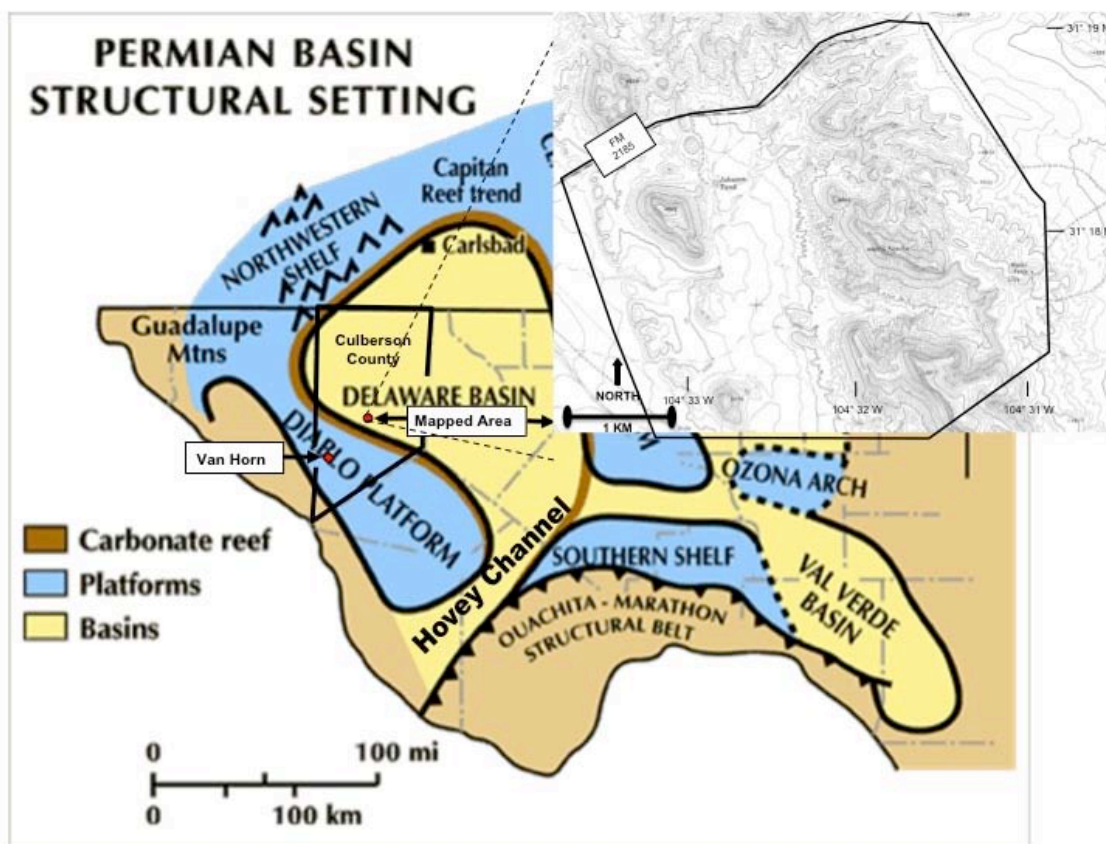 PERMIAN BASIN
STRUCTURAL SETTING
31° 19 N
FM
2185
31° 18
NORTH
1 KM
104° 33 W
104° 32 W
104° 31 W
Capitan
Reef trend
Carlsbad
NORTHWESTERN
SHELF
Guadalupe
Mtns
Culberson
County
DELAWARE BASIN
Mapped Area
Van Horn
DIABLO PLATFORM
OZONA ARCH
Carbonate reef
Platforms
Basins
Hovey Channel
SOUTHERN SHELF
OUACHITA - MARATHON
STRUCTURAL BELT
VAL VERDE
BASIN
0 100 mi
0 100 km